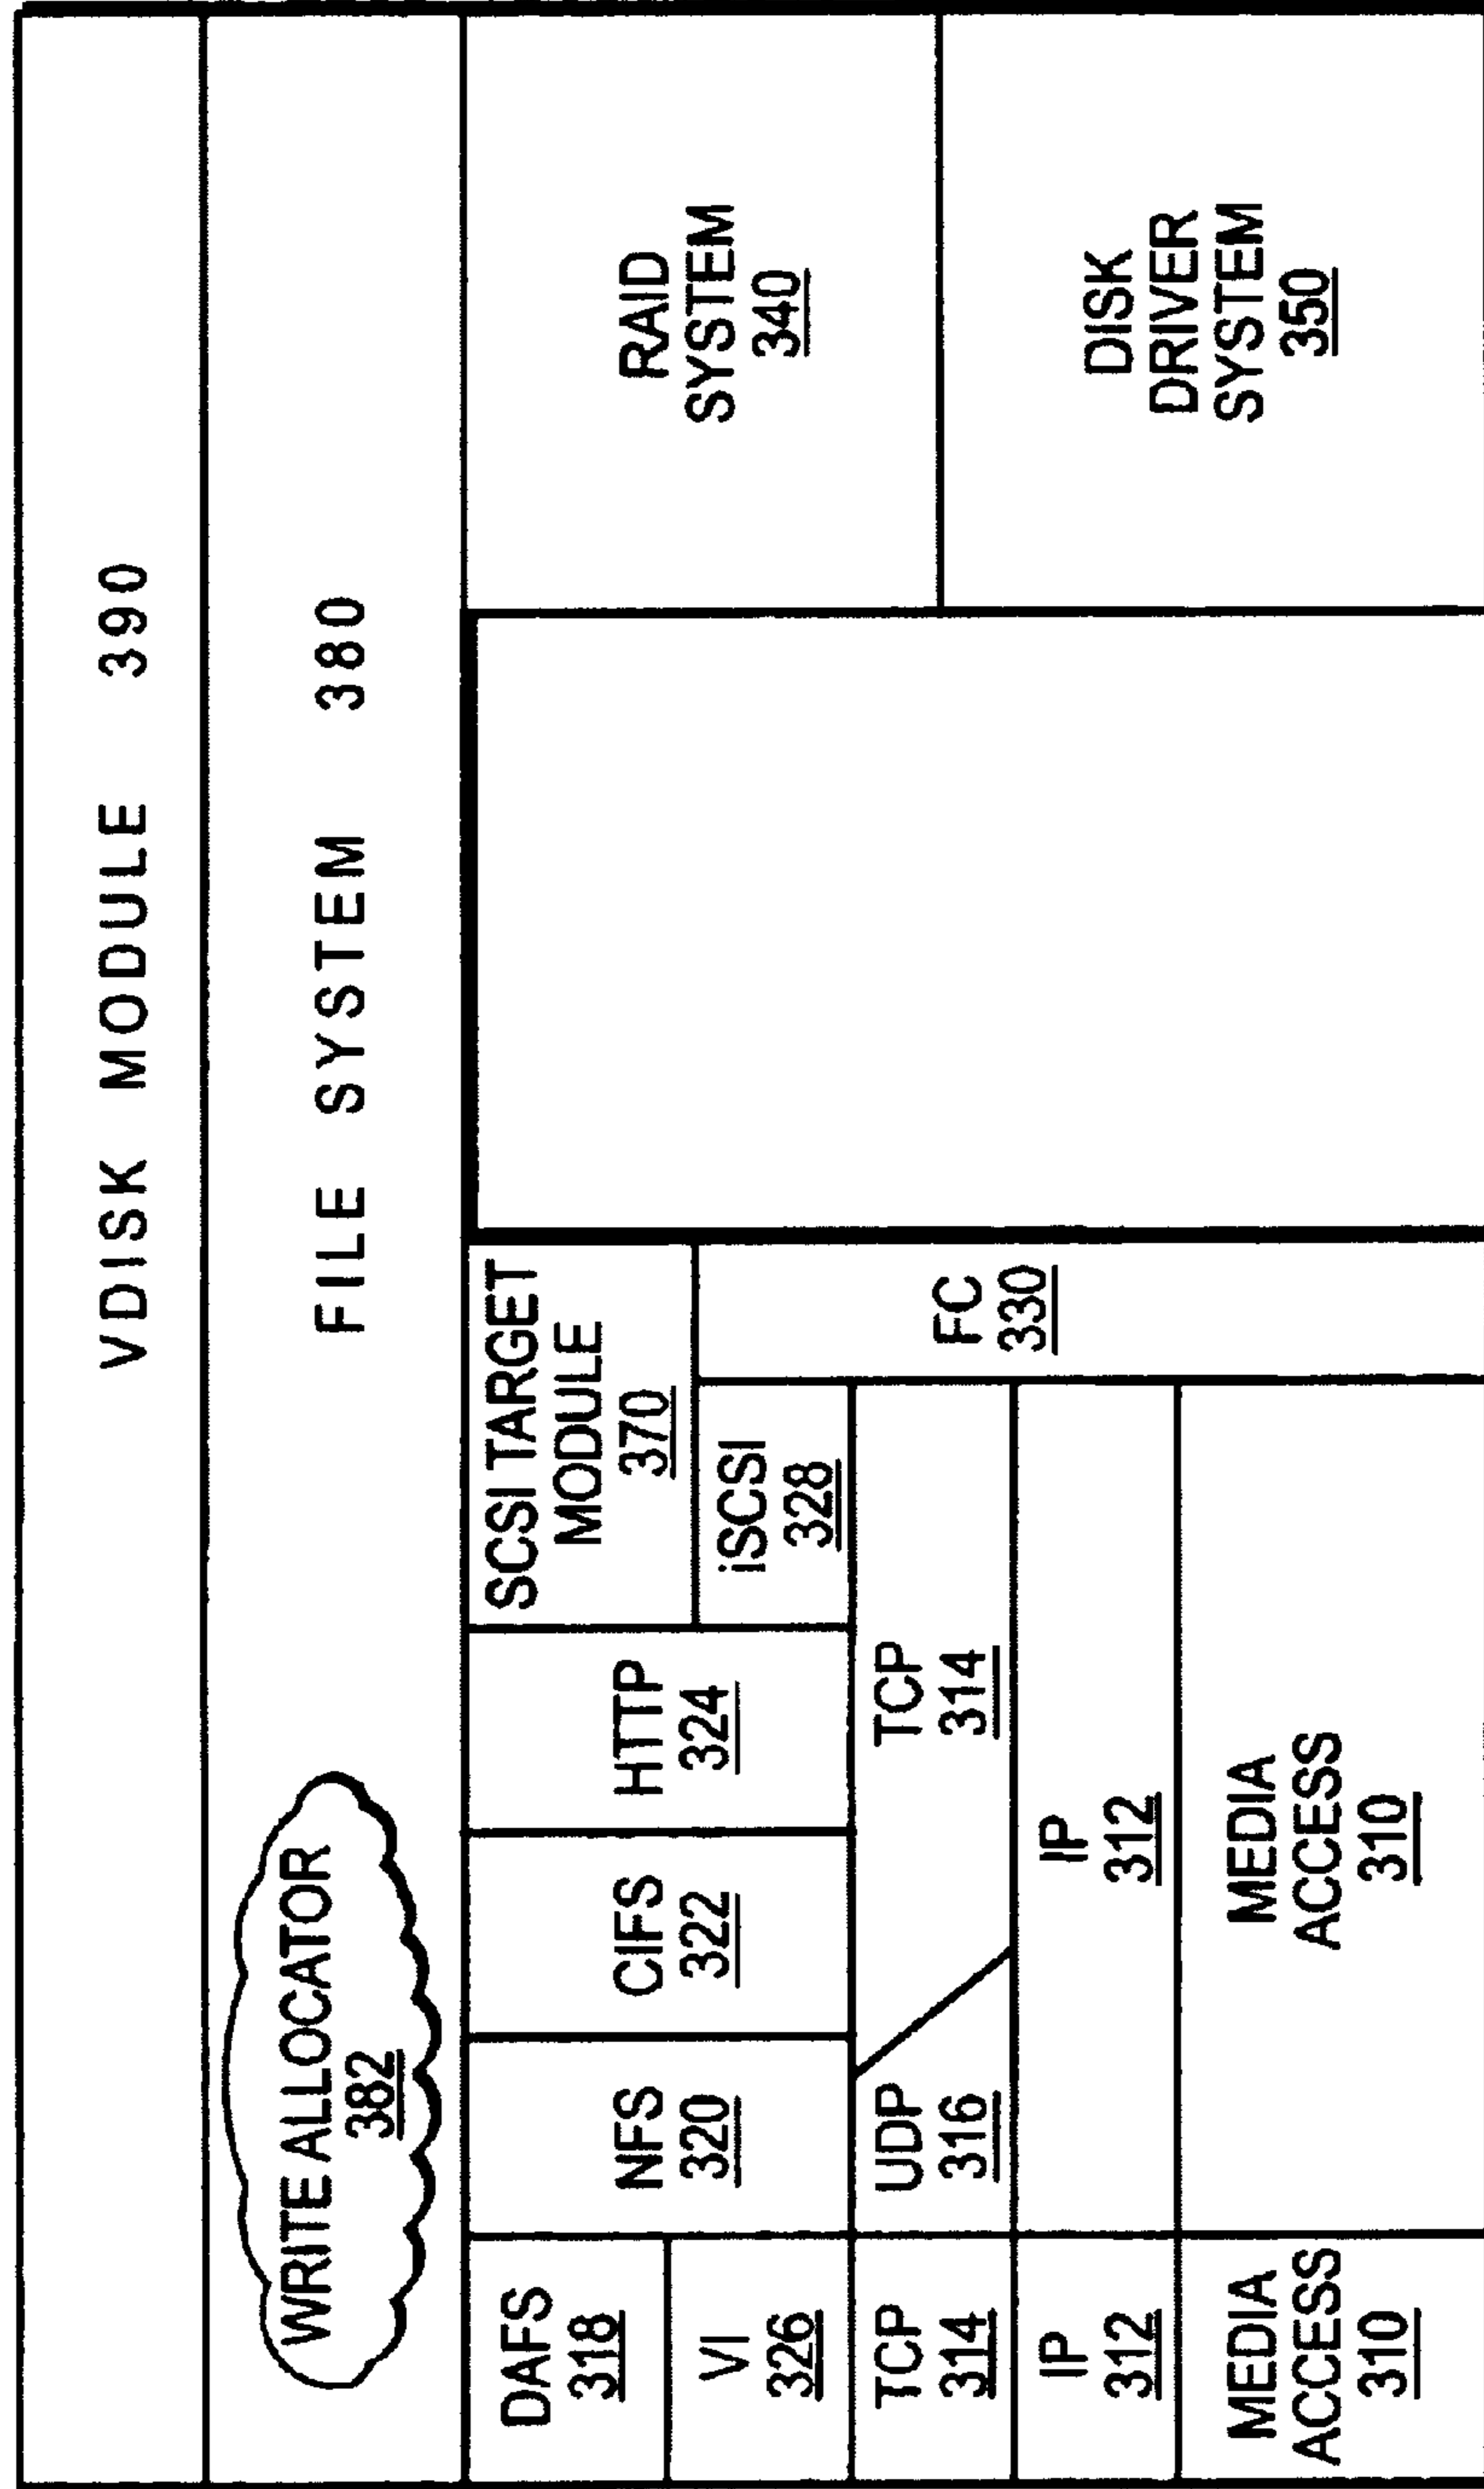 VDISK MODULE 390
FILE SYSTEM 380
WRITE ALLOCATOR
382
DAFS
318
VI
326
TCP
314
IP
312
MEDIA
ACCESS
310
NFS
320
CIFS
322
HTTP
324
SCSI TARGET
MODULE
370
iSCSI
328
UDP
316
TCP
314
IP
312
MEDIA
ACCESS
310
FC
330
RAID
SYSTEM
340
DISK
DRIVER
SYSTEM
350